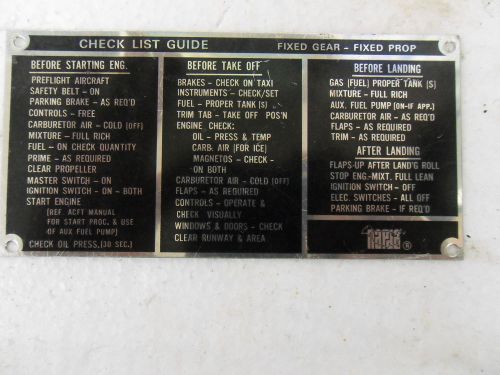 CHECK LIST GUIDE FIXED GEAR - FIXED PROP
BEFORE STARTING ENG.
PREFLIGHT AIRCRAFT
SAFETY BELT - ON
PARKING BRAKE - AS REQ'D
CONTROLS - FREE
CARBURETOR AIR - COLD (OFF)
MIXTURE - FULL RICH
FUEL - ON CHECK QUANTITY
PRIME - AS REQUIRED
CLEAR PROPELLER
MASTER SWITCH - ON
IGNITION SWITCH - ON - BOTH
START ENGINE
(REF. ACFT MANUAL
FOR START PROC. & USE
OF AUX FUEL PUMP)
CHECK OIL PRESS. (30 SEC.)
BEFORE TAKE OFF
BRAKES - CHECK ON TAXI
INSTRUMENTS - CHECK/SET
FUEL - PROPER TANK (S)
TRIM TAB - TAKE OFF POS'N
ENGINE CHECK:
OIL - PRESS & TEMP
CARB. AIR (FOR ICE)
MAGNETOS - CHECK -
ON BOTH
CARBURETOR AIR - COLD (OFF)
FLAPS - AS REQUIRED
CONTROLS - OPERATE &
CHECK VISUALLY
WINDOWS & DOORS - CHECK
CLEAR RUNWAY & AREA
BEFORE LANDING
GAS (FUEL) PROPER TANK (S)
MIXTURE - FULL RICH
AUX. FUEL PUMP (ON-IF APP.)
CARBURETOR AIR - AS REQ'D
FLAPS - AS REQUIRED
TRIM - AS REQUIRED
AFTER LANDING
FLAPS-UP AFTER LAND'G ROLL
STOP ENG.-MIXT. FULL LEAN
IGNITION SWITCH - OFF
ELEC. SWITCHES - ALL OFF
PARKING BRAKE - IF REQ'D
®